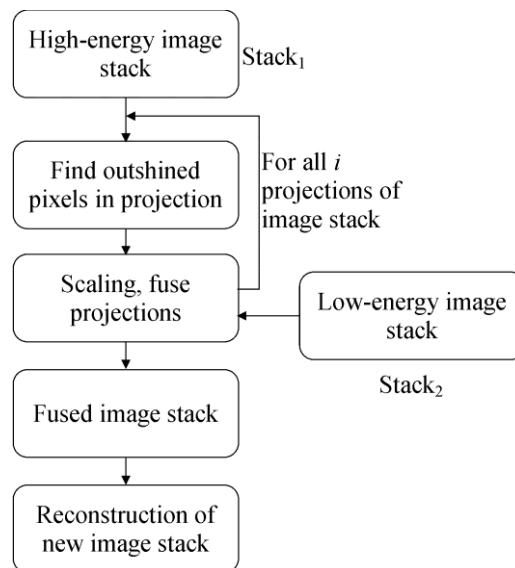 High-energy image
stack
Stack₁
Find outshined
pixels in projection
For all i
projections of
image stack
Scaling, fuse
projections
Low-energy image
stack
Stack₂
Fused image stack
Reconstruction of
new image stack